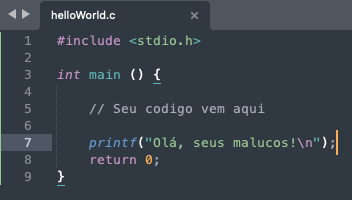 helloWorld.c
1 #include <stdio.h>
2
3 int main () {
4
5 // Seu codigo vem aqui
6
7 printf("Olá, seus malucos!\n");
8 return 0;
9 }